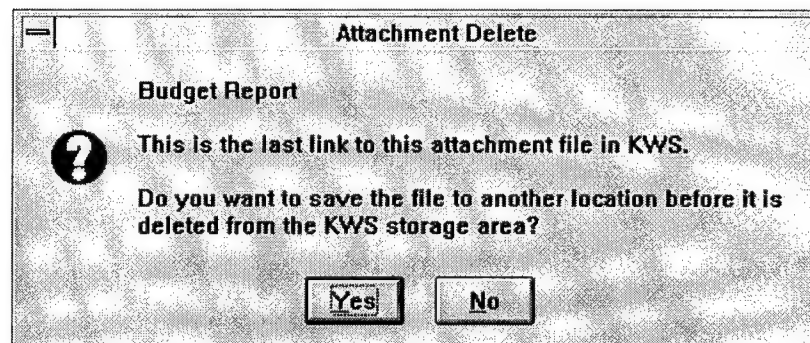 Attachment Delete
Budget Report
This is the last link to this attachment file in KWS.
Do you want to save the file to another location before it is
deleted from the KWS storage area?
Yes
No